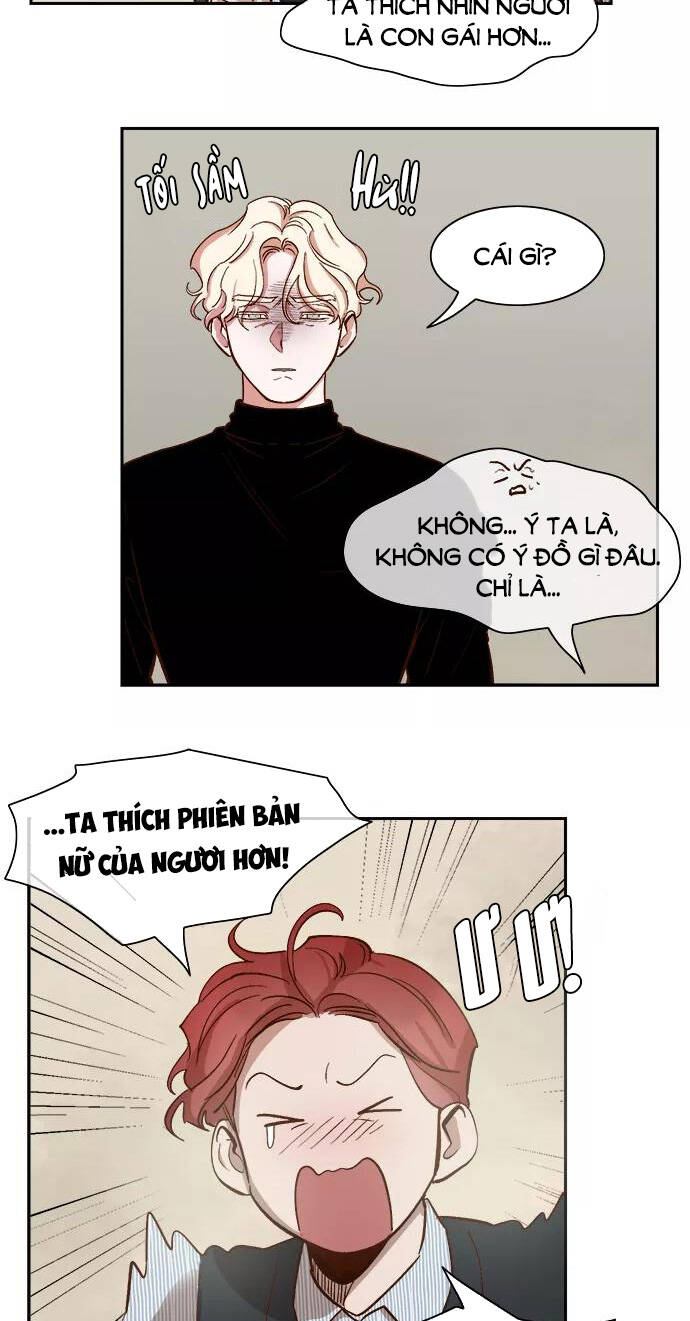 TA THÍCH NHÌN NGƯƠI
LÀ CON GÁI HƠN...
TỐI SẦM
HỪ!!
CÁI GÌ?
KHÔNG... Ý TA LÀ,
KHÔNG CÓ Ý ĐỒ GÌ ĐÂU.
CHỈ LÀ...
...TA THÍCH PHIÊN BẢN
NỮ CỦA NGƯƠI HƠN!
Ư Ư!